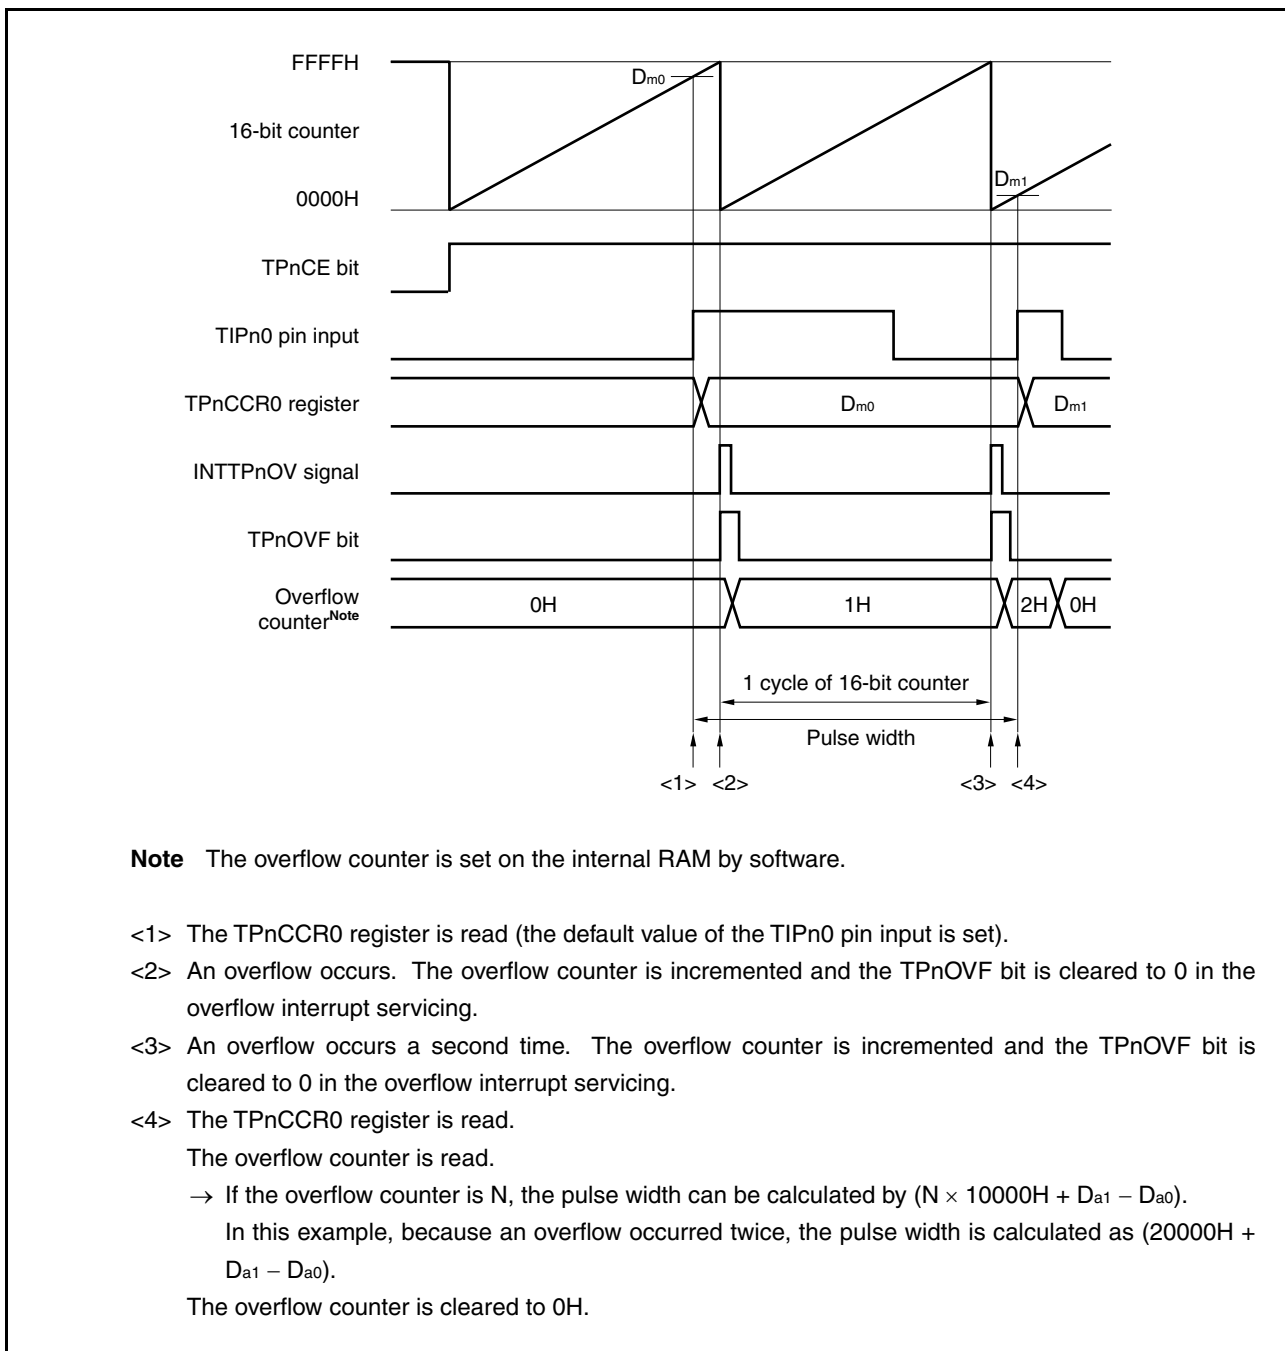 FFFFH
Dm0
16-bit counter
Dm1
0000H
TPnCE bit
TIPn0 pin input
TPnCCR0 register
Dm0
Dm1
INTTPnOV signal
TPnOVF bit
Overflow
counterNote
0H
1H
2H
0H
1 cycle of 16-bit counter
Pulse width
<1> <2> <3> <4>
Note The overflow counter is set on the internal RAM by software.
<1> The TPnCCR0 register is read (the default value of the TIPn0 pin input is set).
<2> An overflow occurs. The overflow counter is incremented and the TPnOVF bit is cleared to 0 in the
overflow interrupt servicing.
<3> An overflow occurs a second time. The overflow counter is incremented and the TPnOVF bit is
cleared to 0 in the overflow interrupt servicing.
<4> The TPnCCR0 register is read.
The overflow counter is read.
→ If the overflow counter is N, the pulse width can be calculated by (N × 10000H + Da1 − Da0).
In this example, because an overflow occurred twice, the pulse width is calculated as (20000H +
Da1 − Da0).
The overflow counter is cleared to 0H.